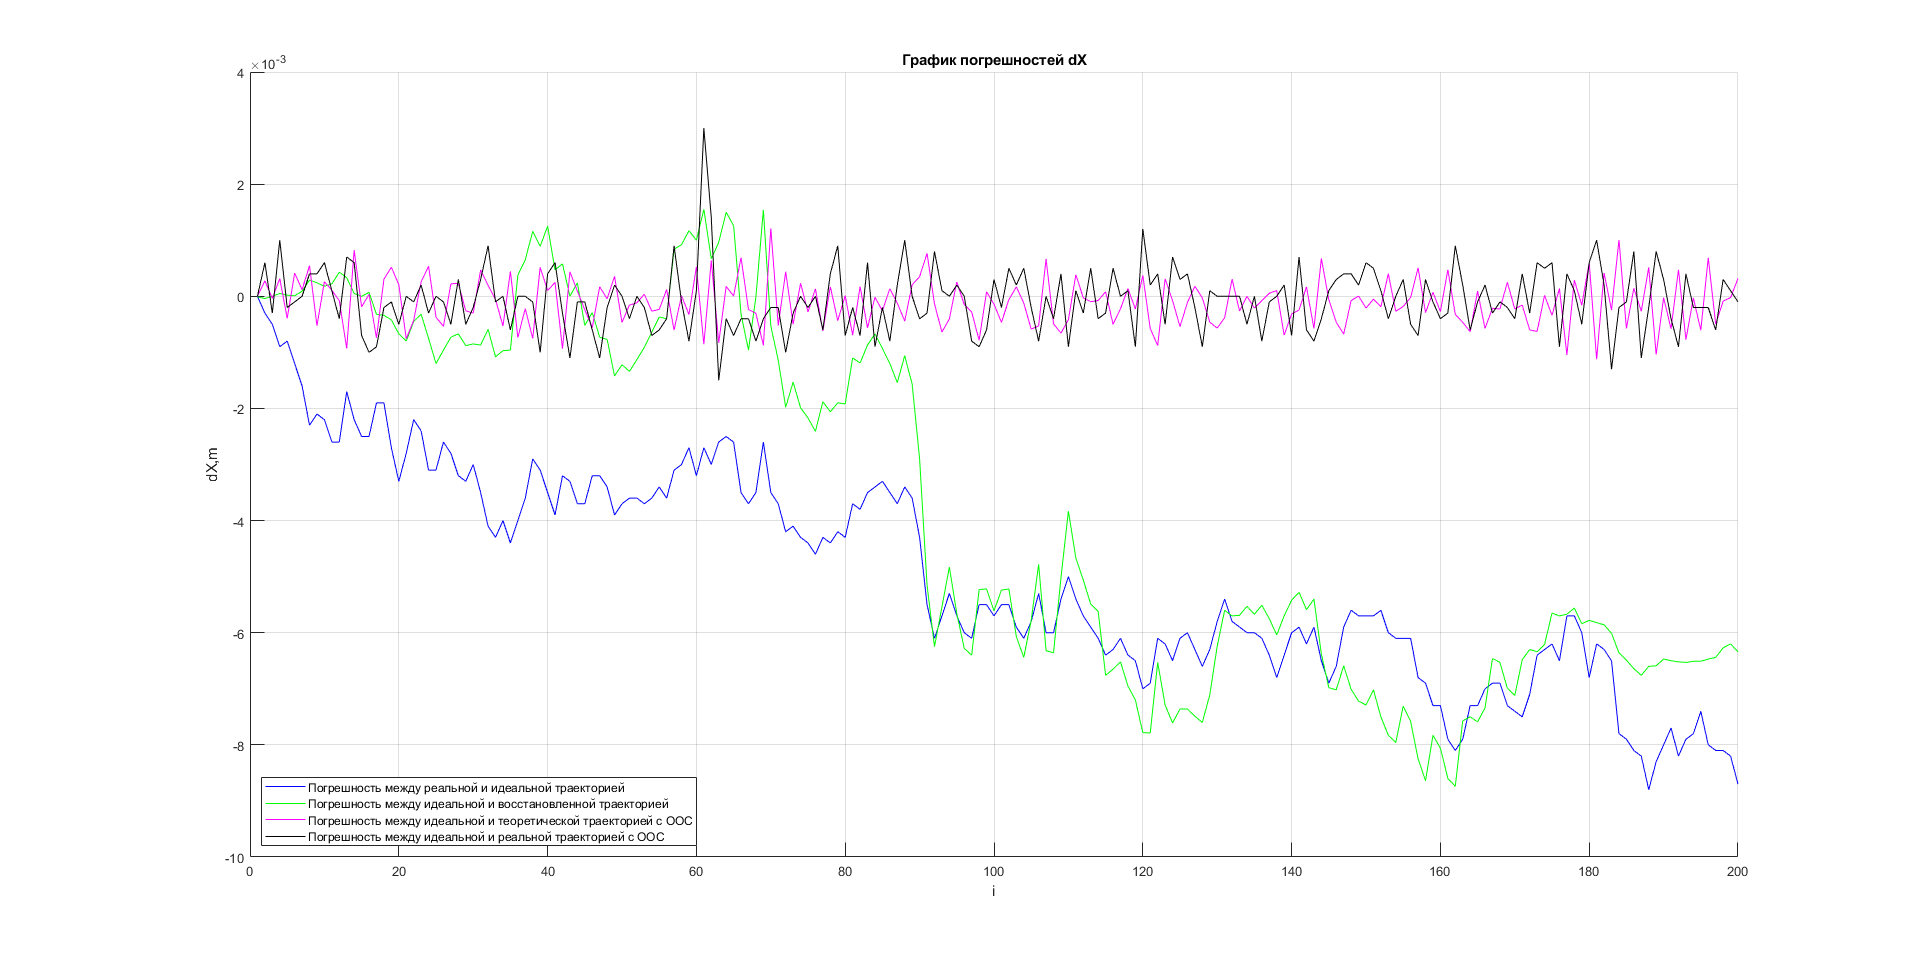 График погрешностей dX
×10-3
4
2
0
-2
-4
-6
-8
-10
dX,m
0 20 40 60 80 100 120 140 160 180 200
i
Погрешность между реальной и идеальной траекторией
Погрешность между идеальной и восстановленной траекторией
Погрешность между идеальной и теоретической траекторией с ООС
Погрешность между идеальной и реальной траекторией с ООС